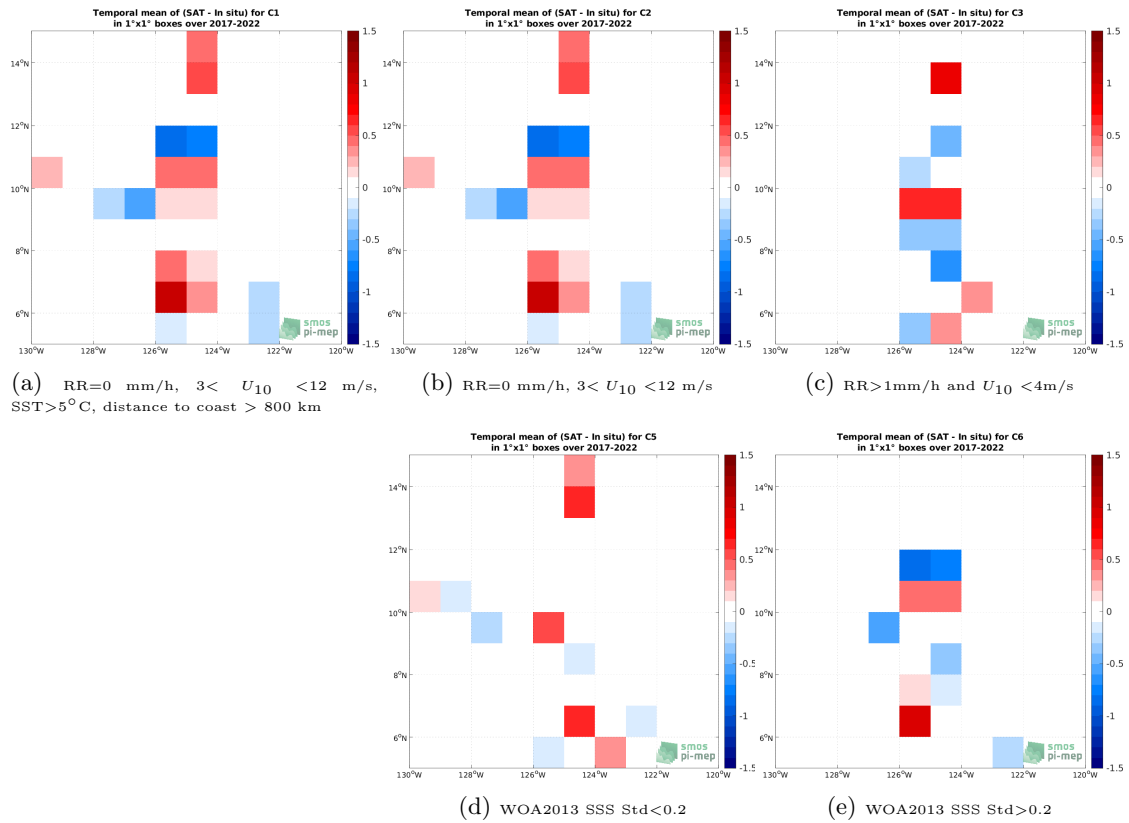 Temporal mean of (SAT - In situ) for C1
in 1°x1° boxes over 2017-2022
14°N
12°N
10°N
8°N
6°N
130°W 128°W 126°W 124°W 122°W 120°W
1.5
1
0.5
0
-0.5
-1
-1.5
smos
pi-mep
(a) RR=0 mm/h, 3< U10 <12 m/s,
SST>5°C, distance to coast > 800 km
Temporal mean of (SAT - In situ) for C2
in 1°x1° boxes over 2017-2022
14°N
12°N
10°N
8°N
6°N
130°W 128°W 126°W 124°W 122°W 120°W
1.5
1
0.5
0
-0.5
-1
-1.5
smos
pi-mep
(b) RR=0 mm/h, 3< U10 <12 m/s
Temporal mean of (SAT - In situ) for C3
in 1°x1° boxes over 2017-2022
14°N
12°N
10°N
8°N
6°N
130°W 128°W 126°W 124°W 122°W 120°W
1.5
1
0.5
0
-0.5
-1
-1.5
smos
pi-mep
(c) RR>1mm/h and U10 <4m/s
Temporal mean of (SAT - In situ) for C5
in 1°x1° boxes over 2017-2022
14°N
12°N
10°N
8°N
6°N
130°W 128°W 126°W 124°W 122°W 120°W
1.5
1
0.5
0
-0.5
-1
-1.5
smos
pi-mep
(d) WOA2013 SSS Std<0.2
Temporal mean of (SAT - In situ) for C6
in 1°x1° boxes over 2017-2022
14°N
12°N
10°N
8°N
6°N
130°W 128°W 126°W 124°W 122°W 120°W
1.5
1
0.5
0
-0.5
-1
-1.5
smos
pi-mep
(e) WOA2013 SSS Std>0.2